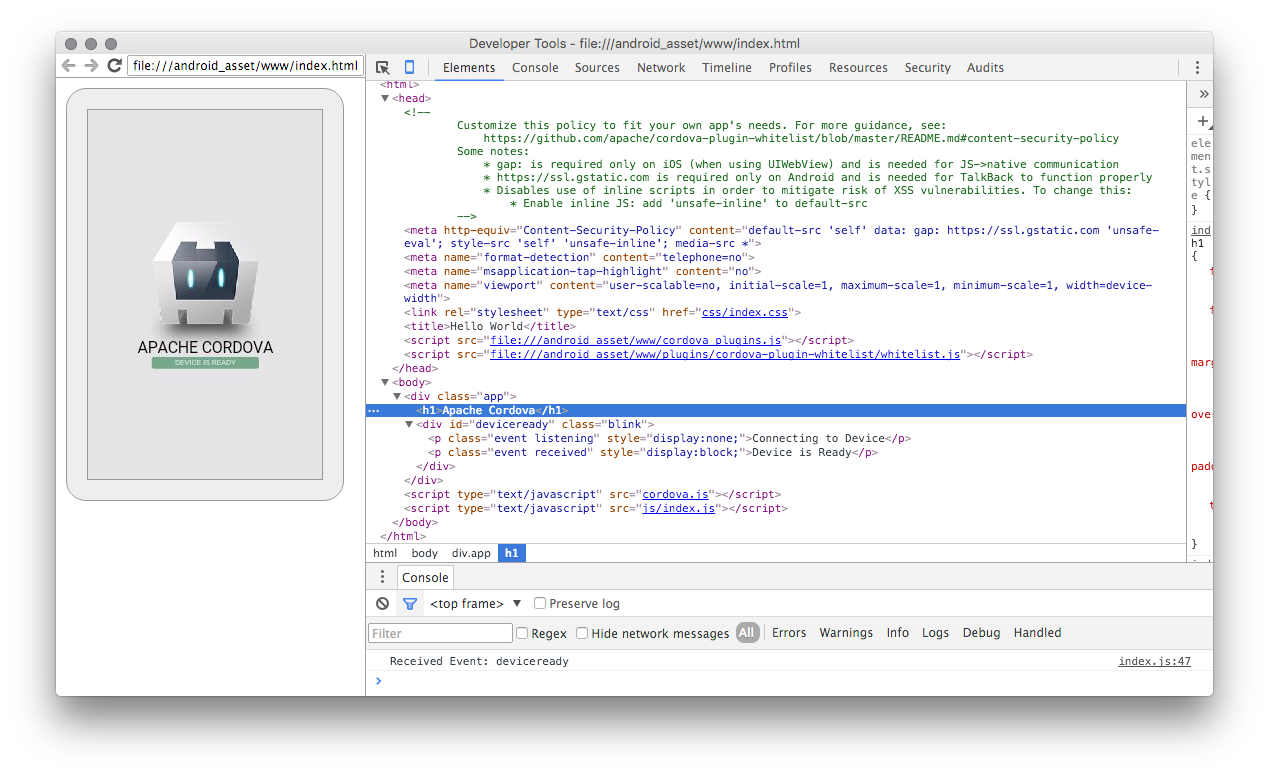 Developer Tools - file:///android_asset/www/index.html
file:///android_asset/www/index.html
APACHE CORDOVA
DEVICE IS READY
Elements Console Sources Network Timeline Profiles Resources Security Audits
<html>
<head>
<!--
Customize this policy to fit your own app's needs. For more guidance, see:
https://github.com/apache/cordova-plugin-whitelist/blob/master/README.md#content-security-policy
Some notes:
* gap: is required only on iOS (when using UIWebView) and is needed for JS->native communication
* https://ssl.gstatic.com is required only on Android and is needed for TalkBack to function properly
* Disables use of inline scripts in order to mitigate risk of XSS vulnerabilities. To change this:
* Enable inline JS: add 'unsafe-inline' to default-src
-->
<meta http-equiv="Content-Security-Policy" content="default-src 'self' data: gap: https://ssl.gstatic.com 'unsafe-
eval'; style-src 'self' 'unsafe-inline'; media-src *">
<meta name="format-detection" content="telephone=no">
<meta name="msapplication-tap-highlight" content="no">
<meta name="viewport" content="user-scalable=no, initial-scale=1, maximum-scale=1, minimum-scale=1, width=device-
width">
<link rel="stylesheet" type="text/css" href="css/index.css">
<title>Hello World</title>
<script src="file:///android_asset/www/cordova_plugins.js"></script>
<script src="file:///android_asset/www/plugins/cordova-plugin-whitelist/whitelist.js"></script>
</head>
<body>
<div class="app">
<h1>Apache Cordova</h1>
<div id="deviceready" class="blink">
<p class="event listening" style="display:none;">Connecting to Device</p>
<p class="event received" style="display:block;">Device is Ready</p>
</div>
</div>
<script type="text/javascript" src="cordova.js"></script>
<script type="text/javascript" src="js/index.js"></script>
</body>
</html>
html body div.app h1
»
+
ele
men
t.s
tyl
e {
}
ind
h1
{
f
f
marg
over
padd
t
}
Console
<top frame> ▼ Preserve log
Filter Regex Hide network messages All Errors Warnings Info Logs Debug Handled
Received Event: deviceready index.js:47
>